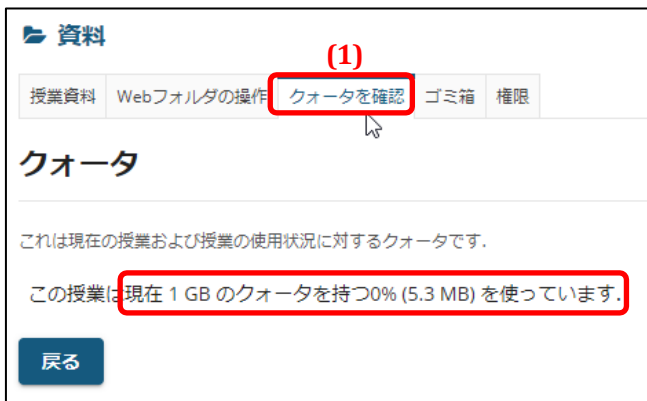 資料
(1)
授業資料 Webフォルダの操作 クォータを確認 ゴミ箱 権限
クォータ
これは現在の授業および授業の使用状況に対するクォータです.
この授業は現在 1 GB のクォータを持つ0% (5.3 MB) を使っています.
戻る